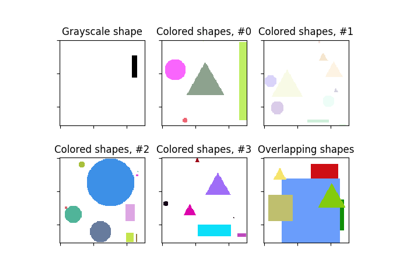 Grayscale shape
Colored shapes, #0
Colored shapes, #1
Colored shapes, #2
Colored shapes, #3
Overlapping shapes